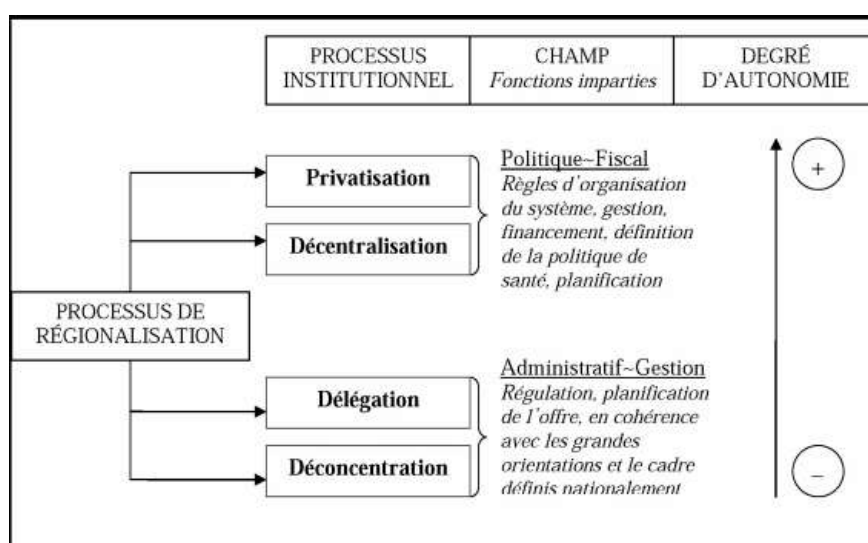 PROCESSUS
INSTITUTIONNEL
CHAMP
Fonctions imparties
DEGRÉ
D'AUTONOMIE
Privatisation
Décentralisation
Politique~Fiscal
Règles d'organisation
du système, gestion,
financement, définition
de la politique de
santé, planification
+
PROCESSUS DE
RÉGIONALISATION
Délégation
Déconcentration
Administratif~Gestion
Régulation, planification
de l'offre, en cohérence
avec les grandes
orientations et le cadre
définis nationalement
–